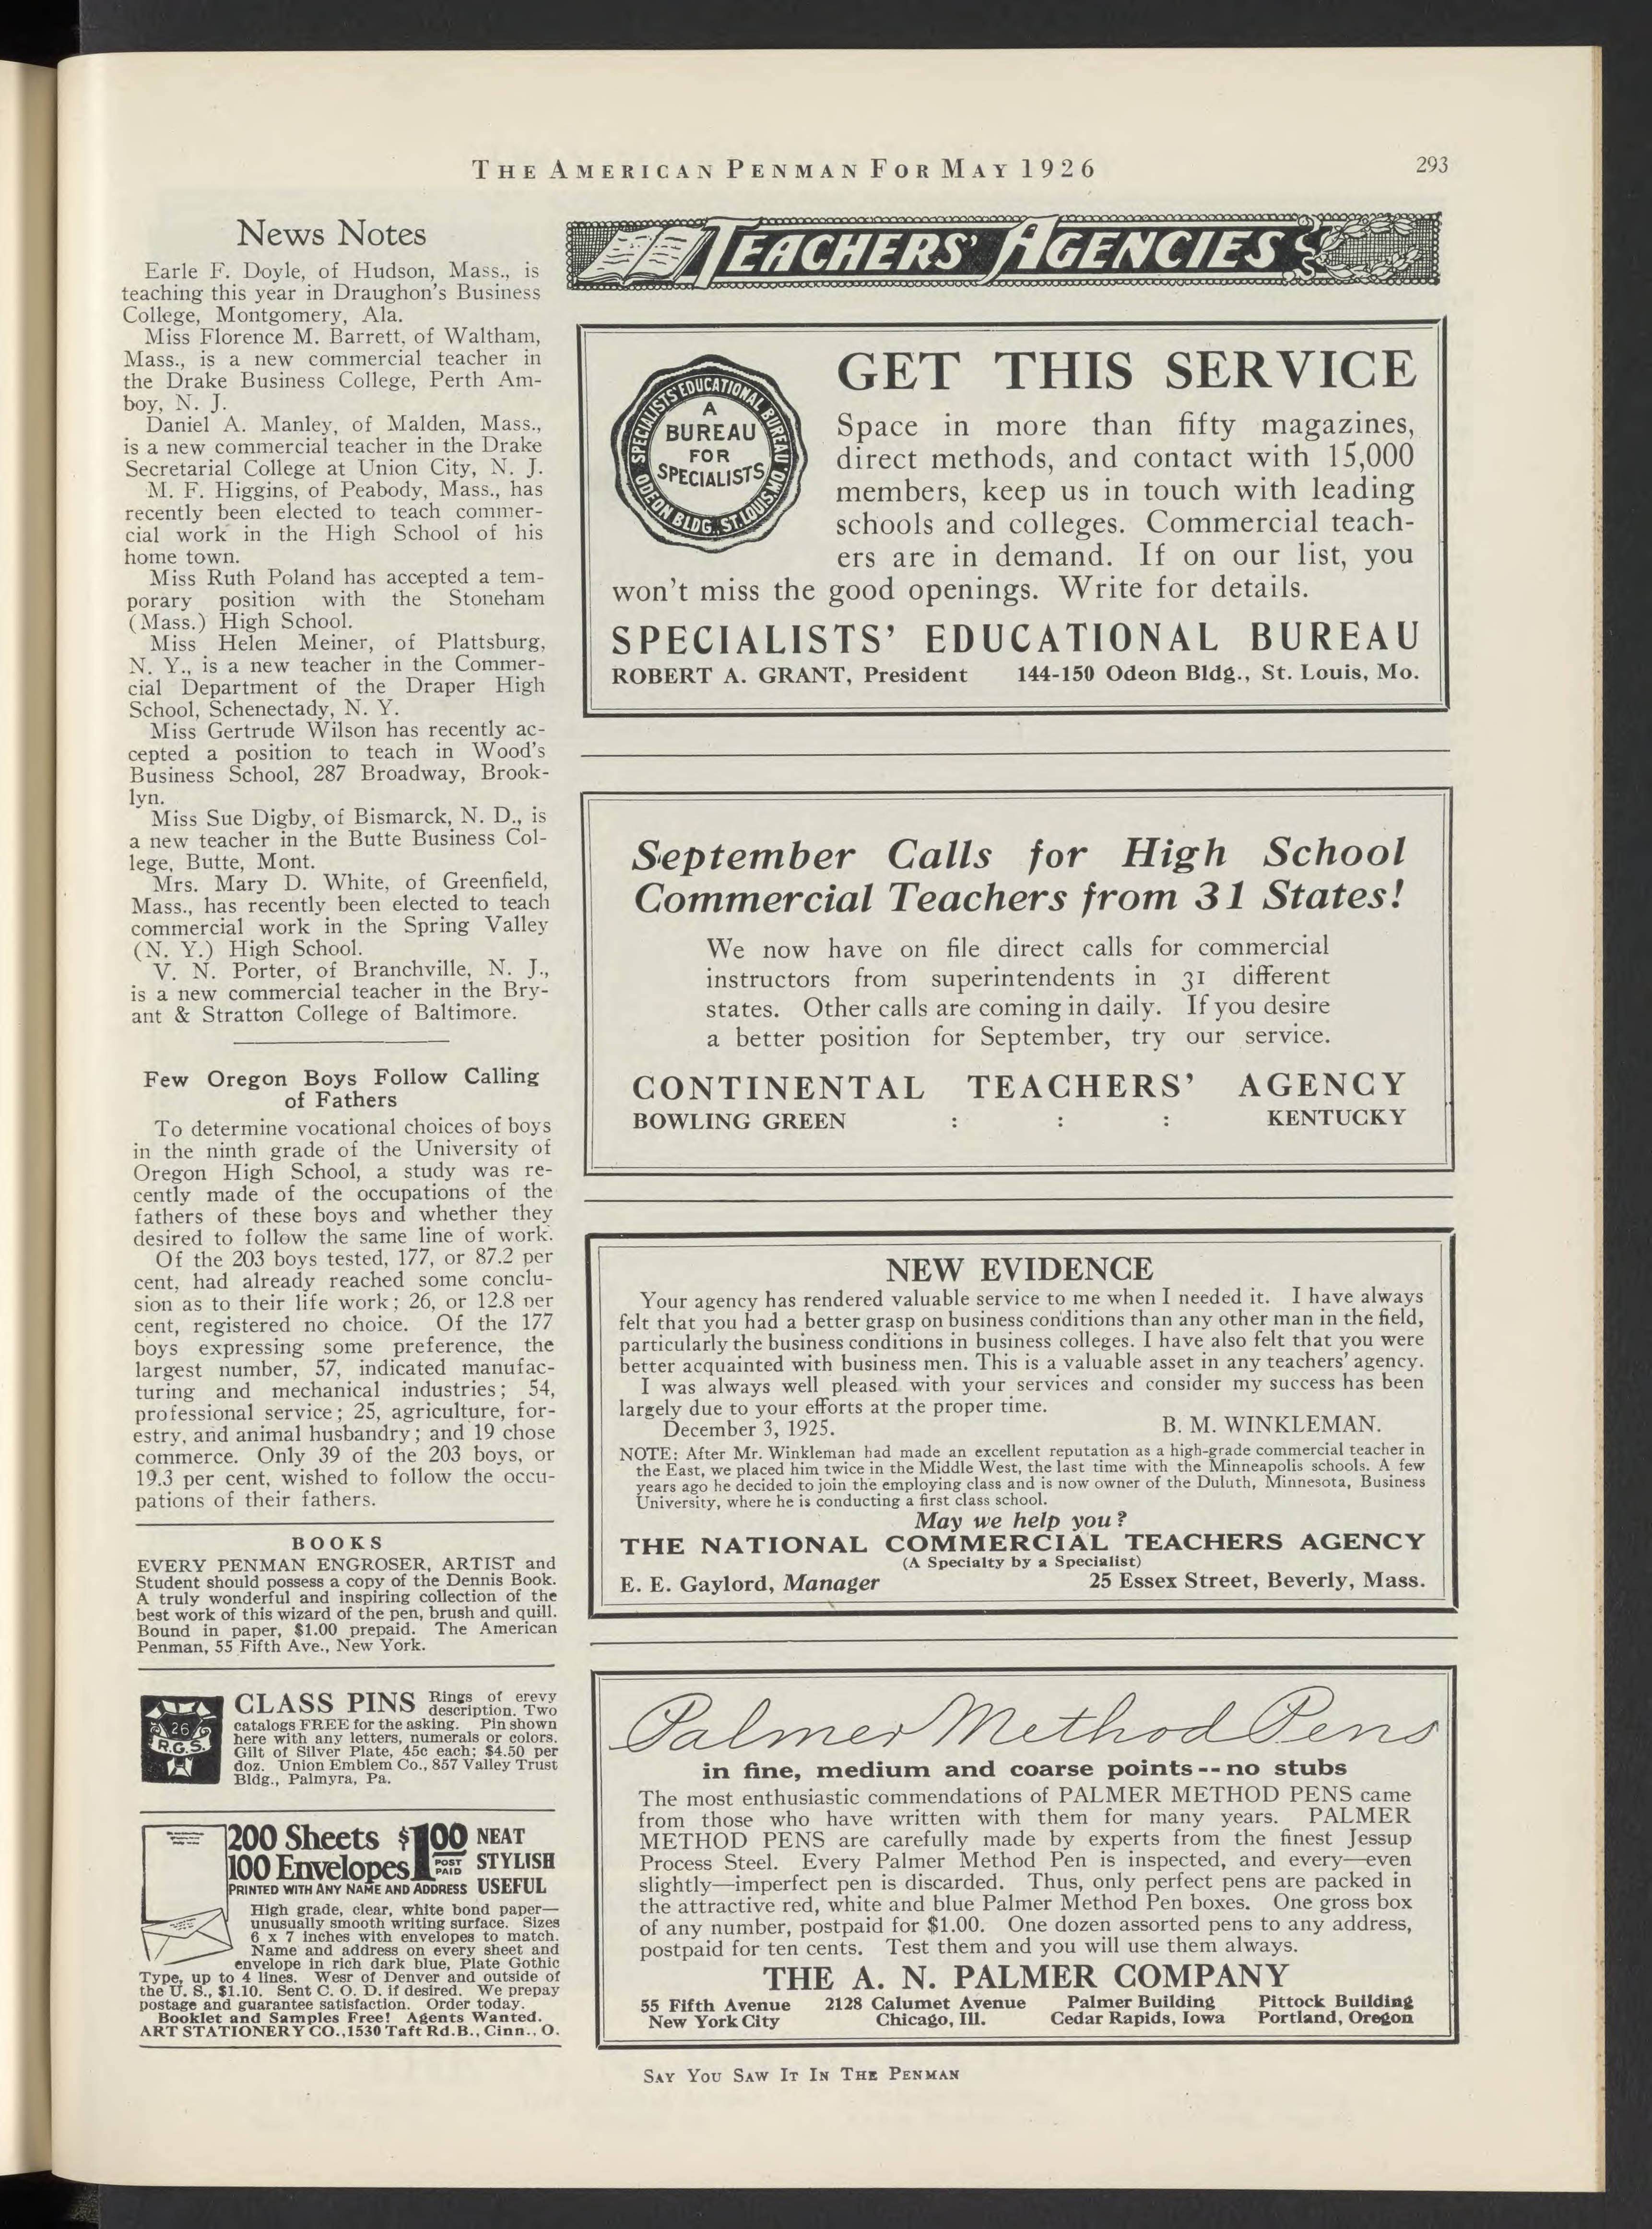 THE AMERICAN PENMAN FOR MAY 1926
293
News Notes
Earle F. Doyle, of Hudson, Mass., is
teaching this year in Draughon's Business
College, Montgomery, Ala.
Miss Florence M. Barrett, of Waltham,
Mass., is a new commercial teacher in
the Drake Business College, Perth Am-
boy, N. J.
Daniel A. Manley, of Malden, Mass.,
is a new commercial teacher in the Drake
Secretarial College at Union City, N. J.
M. F. Higgins, of Peabody, Mass., has
recently been elected to teach commer-
cial work in the High School of his
home town.
Miss Ruth Poland has accepted a tem-
porary position with the Stoneham
(Mass.) High School.
Miss Helen Meiner, of Plattsburg,
N. Y., is a new teacher in the Commer-
cial Department of the Draper High
School, Schenectady, N. Y.
Miss Gertrude Wilson has recently ac-
cepted a position to teach in Wood's
Business School, 287 Broadway, Brook-
lyn.
Miss Sue Digby, of Bismarck, N. D., is
a new teacher in the Butte Business Col-
lege, Butte, Mont.
Mrs. Mary D. White, of Greenfield,
Mass., has recently been elected to teach
commercial work in the Spring Valley
(N. Y.) High School.
V. N. Porter, of Branchville, N. J.,
is a new commercial teacher in the Bry-
ant & Stratton College of Baltimore.
Few Oregon Boys Follow Calling
of Fathers
To determine vocational choices of boys
in the ninth grade of the University of
Oregon High School, a study was re-
cently made of the occupations of the
fathers of these boys and whether they
desired to follow the same line of work.
Of the 203 boys tested, 177, or 87.2 per
cent, had already reached some conclu-
sion as to their life work; 26, or 12.8 per
cent, registered no choice. Of the 177
boys expressing some preference, the
largest number, 57, indicated manufac-
turing and mechanical industries; 54,
professional service; 25, agriculture, for-
estry, and animal husbandry; and 19 chose
commerce. Only 39 of the 203 boys, or
19.3 per cent, wished to follow the occu-
pations of their fathers.
BOOKS
EVERY PENMAN ENGROSER, ARTIST and
Student should possess a copy of the Dennis Book.
A truly wonderful and inspiring collection of the
best work of this wizard of the pen, brush and quill.
Bound in paper, $1.00 prepaid. The American
Penman, 55 Fifth Ave., New York.
26
R.G.S.
CLASS PINS Rings of erevy
description. Two
catalogs FREE for the asking. Pin shown
here with any letters, numerals or colors.
Gilt of Silver Plate, 45c each; $4.50 per
doz. Union Emblem Co., 857 Valley Trust
Bldg., Palmyra, Pa.
200 Sheets $1.00 NEAT
100 Envelopes POST PAID STYLISH
PRINTED WITH ANY NAME AND ADDRESS USEFUL
High grade, clear, white bond paper—
unusually smooth writing surface. Sizes
6 x 7 inches with envelopes to match.
Name and address on every sheet and
envelope in rich dark blue, Plate Gothic
Type, up to 4 lines. Wesr of Denver and outside of
the U. S., $1.10. Sent C. O. D. if desired. We prepay
postage and guarantee satisfaction. Order today.
Booklet and Samples Free! Agents Wanted.
ART STATIONERY CO., 1530 Taft Rd. B., Cinn., O.
TEACHERS' AGENCIES
SPECIALISTS' EDUCATIONAL BUREAU
ODEON BLDG., ST. LOUIS, MO.
A
BUREAU
FOR
SPECIALISTS
GET THIS SERVICE
Space in more than fifty magazines,
direct methods, and contact with 15,000
members, keep us in touch with leading
schools and colleges. Commercial teach-
ers are in demand. If on our list, you
won't miss the good openings. Write for details.
SPECIALISTS' EDUCATIONAL BUREAU
ROBERT A. GRANT, President 144-150 Odeon Bldg., St. Louis, Mo.
September Calls for High School
Commercial Teachers from 31 States!
We now have on file direct calls for commercial
instructors from superintendents in 31 different
states. Other calls are coming in daily. If you desire
a better position for September, try our service.
CONTINENTAL TEACHERS' AGENCY
BOWLING GREEN : : : KENTUCKY
NEW EVIDENCE
Your agency has rendered valuable service to me when I needed it. I have always
felt that you had a better grasp on business conditions than any other man in the field,
particularly the business conditions in business colleges. I have also felt that you were
better acquainted with business men. This is a valuable asset in any teachers' agency.
I was always well pleased with your services and consider my success has been
largely due to your efforts at the proper time.
December 3, 1925. B. M. WINKLEMAN.
NOTE: After Mr. Winkleman had made an excellent reputation as a high-grade commercial teacher in
the East, we placed him twice in the Middle West, the last time with the Minneapolis schools. A few
years ago he decided to join the employing class and is now owner of the Duluth, Minnesota, Business
University, where he is conducting a first class school.
May we help you?
THE NATIONAL COMMERCIAL TEACHERS AGENCY
(A Specialty by a Specialist)
E. E. Gaylord, Manager 25 Essex Street, Beverly, Mass.
Palmer Method Pens
in fine, medium and coarse points--no stubs
The most enthusiastic commendations of PALMER METHOD PENS came
from those who have written with them for many years. PALMER
METHOD PENS are carefully made by experts from the finest Jessup
Process Steel. Every Palmer Method Pen is inspected, and every—even
slightly—imperfect pen is discarded. Thus, only perfect pens are packed in
the attractive red, white and blue Palmer Method Pen boxes. One gross box
of any number, postpaid for $1.00. One dozen assorted pens to any address,
postpaid for ten cents. Test them and you will use them always.
THE A. N. PALMER COMPANY
55 Fifth Avenue 2128 Calumet Avenue Palmer Building Pittock Building
New York City Chicago, Ill. Cedar Rapids, Iowa Portland, Oregon
SAY YOU SAW IT IN THE PENMAN